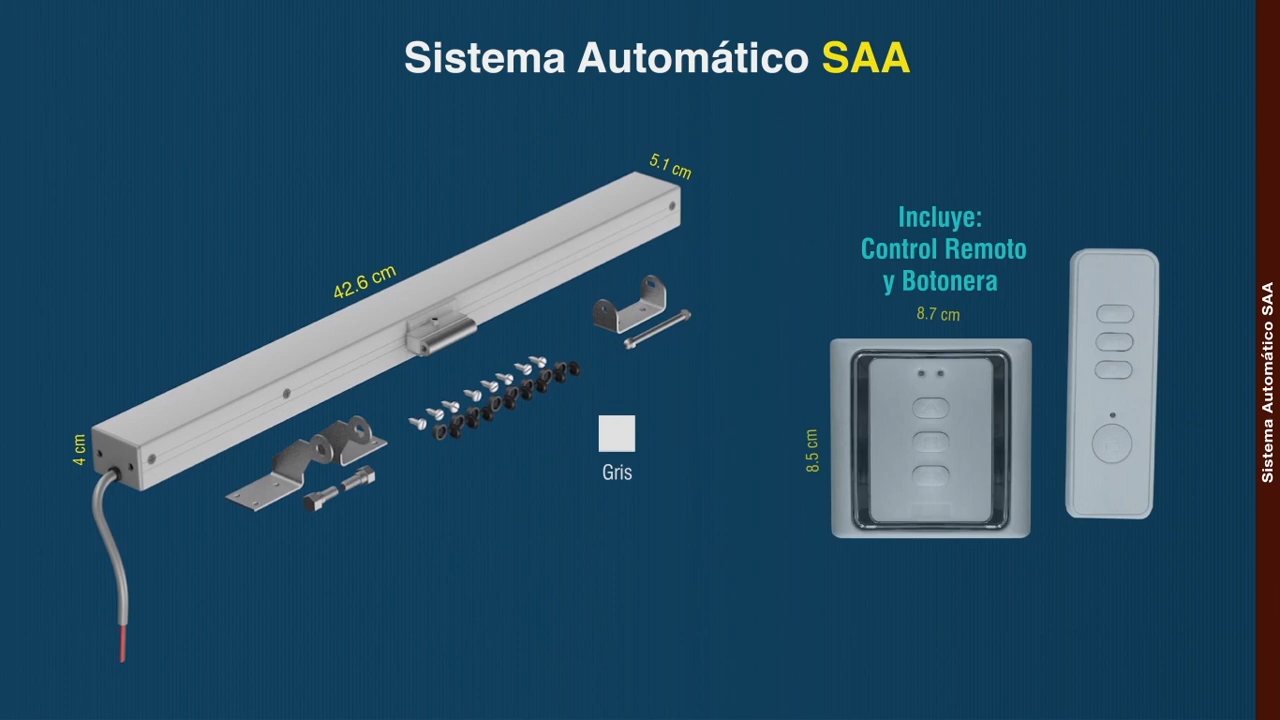 Sistema Automático SAA
5.1 cm
42.6 cm
4 cm
Gris
Incluye:
Control Remoto
y Botonera
8.7 cm
8.5 cm
Sistema Automático SAA